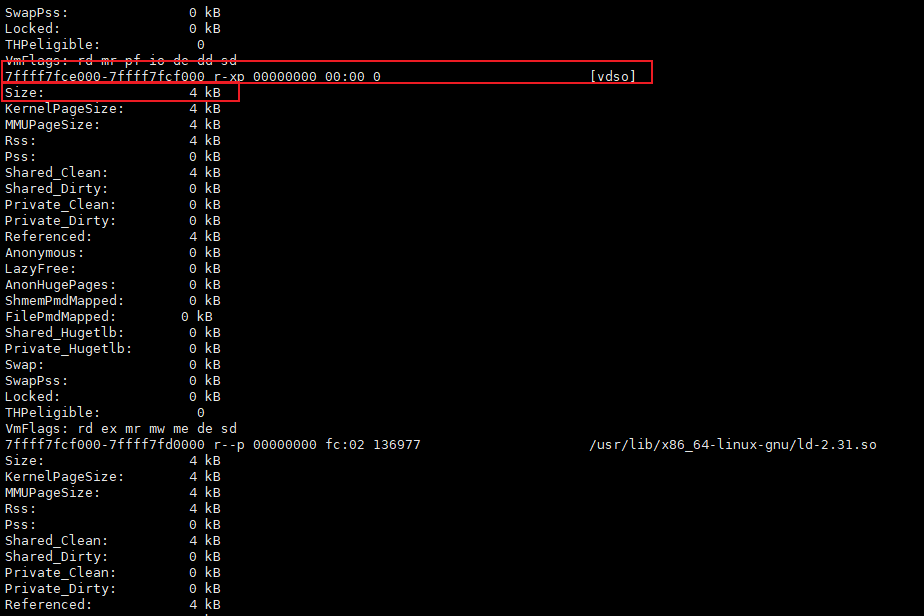 SwapPss:               0 kB
Locked:                0 kB
THPeligible:            0
VmFlags: rd mr pf io de dd sd
7ffff7fce000-7ffff7fcf000 r-xp 00000000 00:00 0                          [vdso]
Size:                  4 kB
KernelPageSize:        4 kB
MMUPageSize:           4 kB
Rss:                   4 kB
Pss:                   0 kB
Shared_Clean:          4 kB
Shared_Dirty:          0 kB
Private_Clean:         0 kB
Private_Dirty:         0 kB
Referenced:            4 kB
Anonymous:             0 kB
LazyFree:              0 kB
AnonHugePages:         0 kB
ShmemPmdMapped:        0 kB
FilePmdMapped:        0 kB
Shared_Hugetlb:        0 kB
Private_Hugetlb:       0 kB
Swap:                  0 kB
SwapPss:               0 kB
Locked:                0 kB
THPeligible:            0
VmFlags: rd ex mr mw me de sd
7ffff7fcf000-7ffff7fd0000 r--p 00000000 fc:02 136977                     /usr/lib/x86_64-linux-gnu/ld-2.31.so
Size:                  4 kB
KernelPageSize:        4 kB
MMUPageSize:           4 kB
Rss:                   4 kB
Pss:                   0 kB
Shared_Clean:          4 kB
Shared_Dirty:          0 kB
Private_Clean:         0 kB
Private_Dirty:         0 kB
Referenced:            4 kB